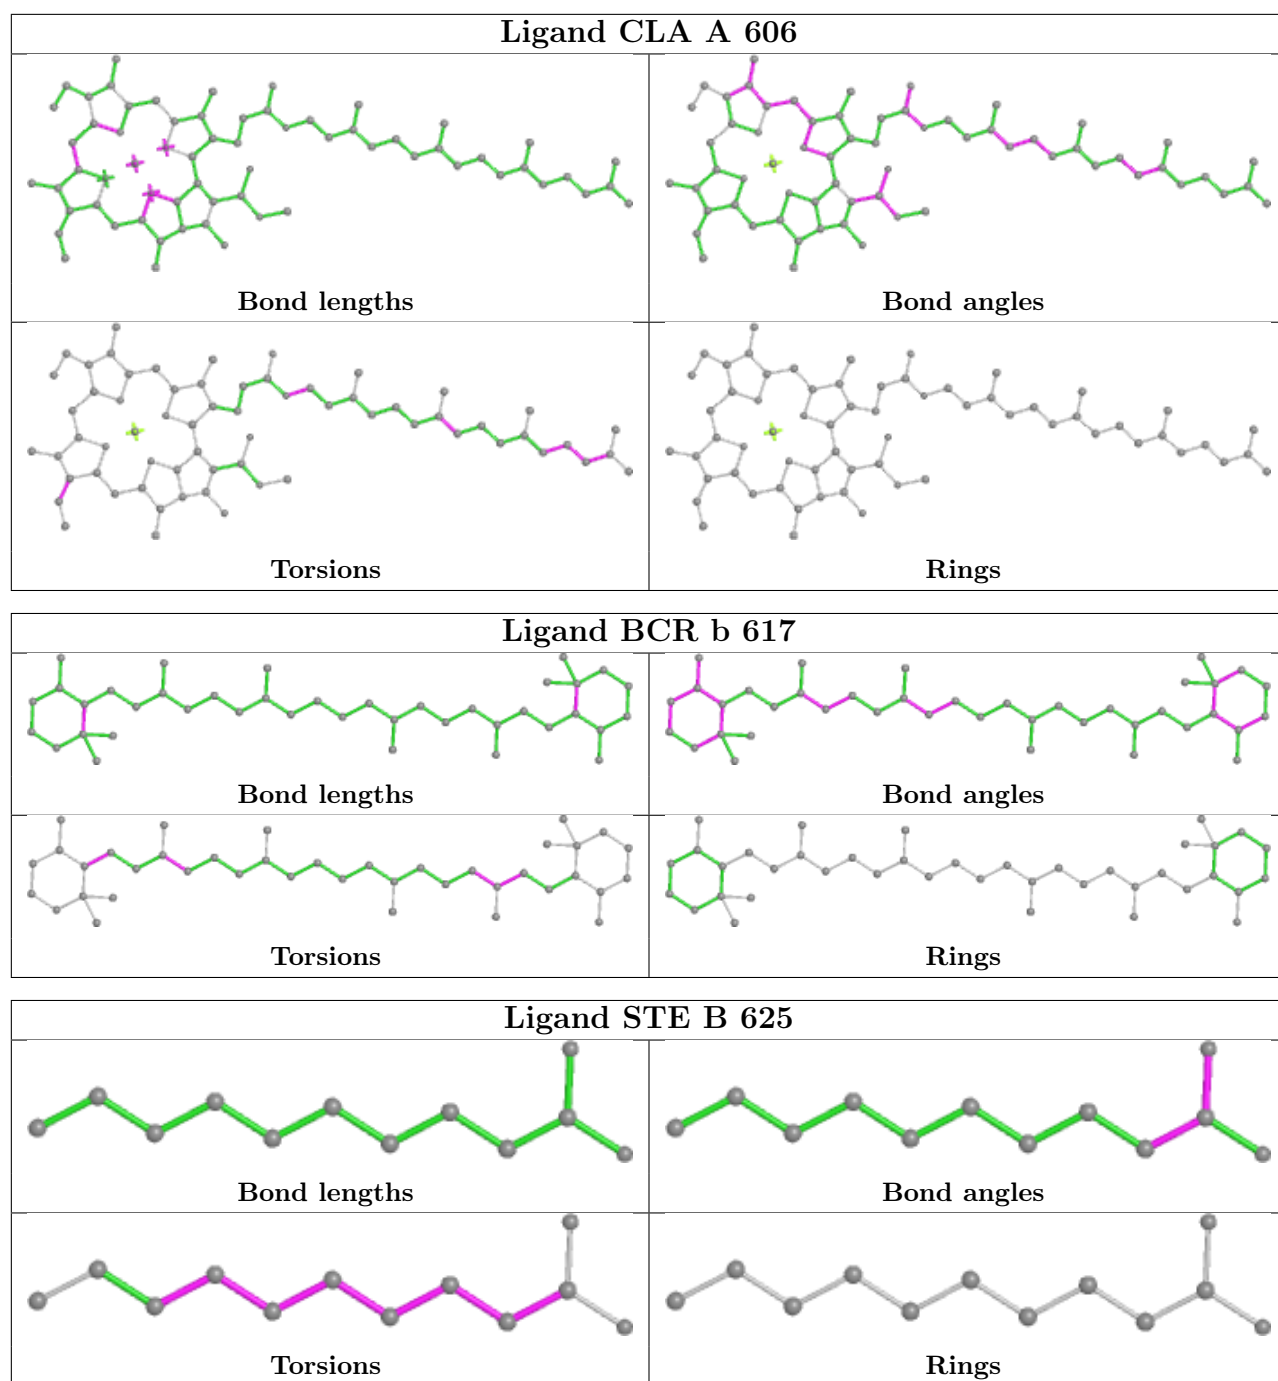 Ligand CLA A 606
Bond lengths
Bond angles
Torsions
Rings
Ligand BCR b 617
Bond lengths
Bond angles
Torsions
Rings
Ligand STE B 625
Bond lengths
Bond angles
Torsions
Rings